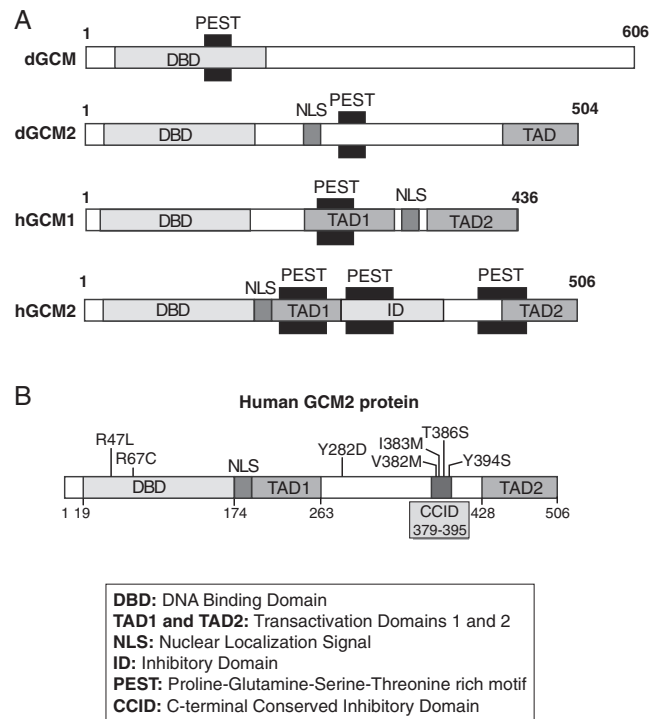 A
PEST
1
606
dGCM
DBD
1
NLS
PEST
504
dGCM2
DBD
TAD
1
PEST
NLS
436
hGCM1
DBD
TAD1
TAD2
1
NLS
PEST
PEST
PEST
506
hGCM2
DBD
TAD1
ID
TAD2
B
Human GCM2 protein
R47L
R67C
NLS
Y282D
T386S
I383M
V382M
Y394S
DBD
TAD1
TAD2
1 19
174
263
CCID
379-395
428
506
DBD: DNA Binding Domain
TAD1 and TAD2: Transactivation Domains 1 and 2
NLS: Nuclear Localization Signal
ID: Inhibitory Domain
PEST: Proline-Glutamine-Serine-Threonine rich motif
CCID: C-terminal Conserved Inhibitory Domain